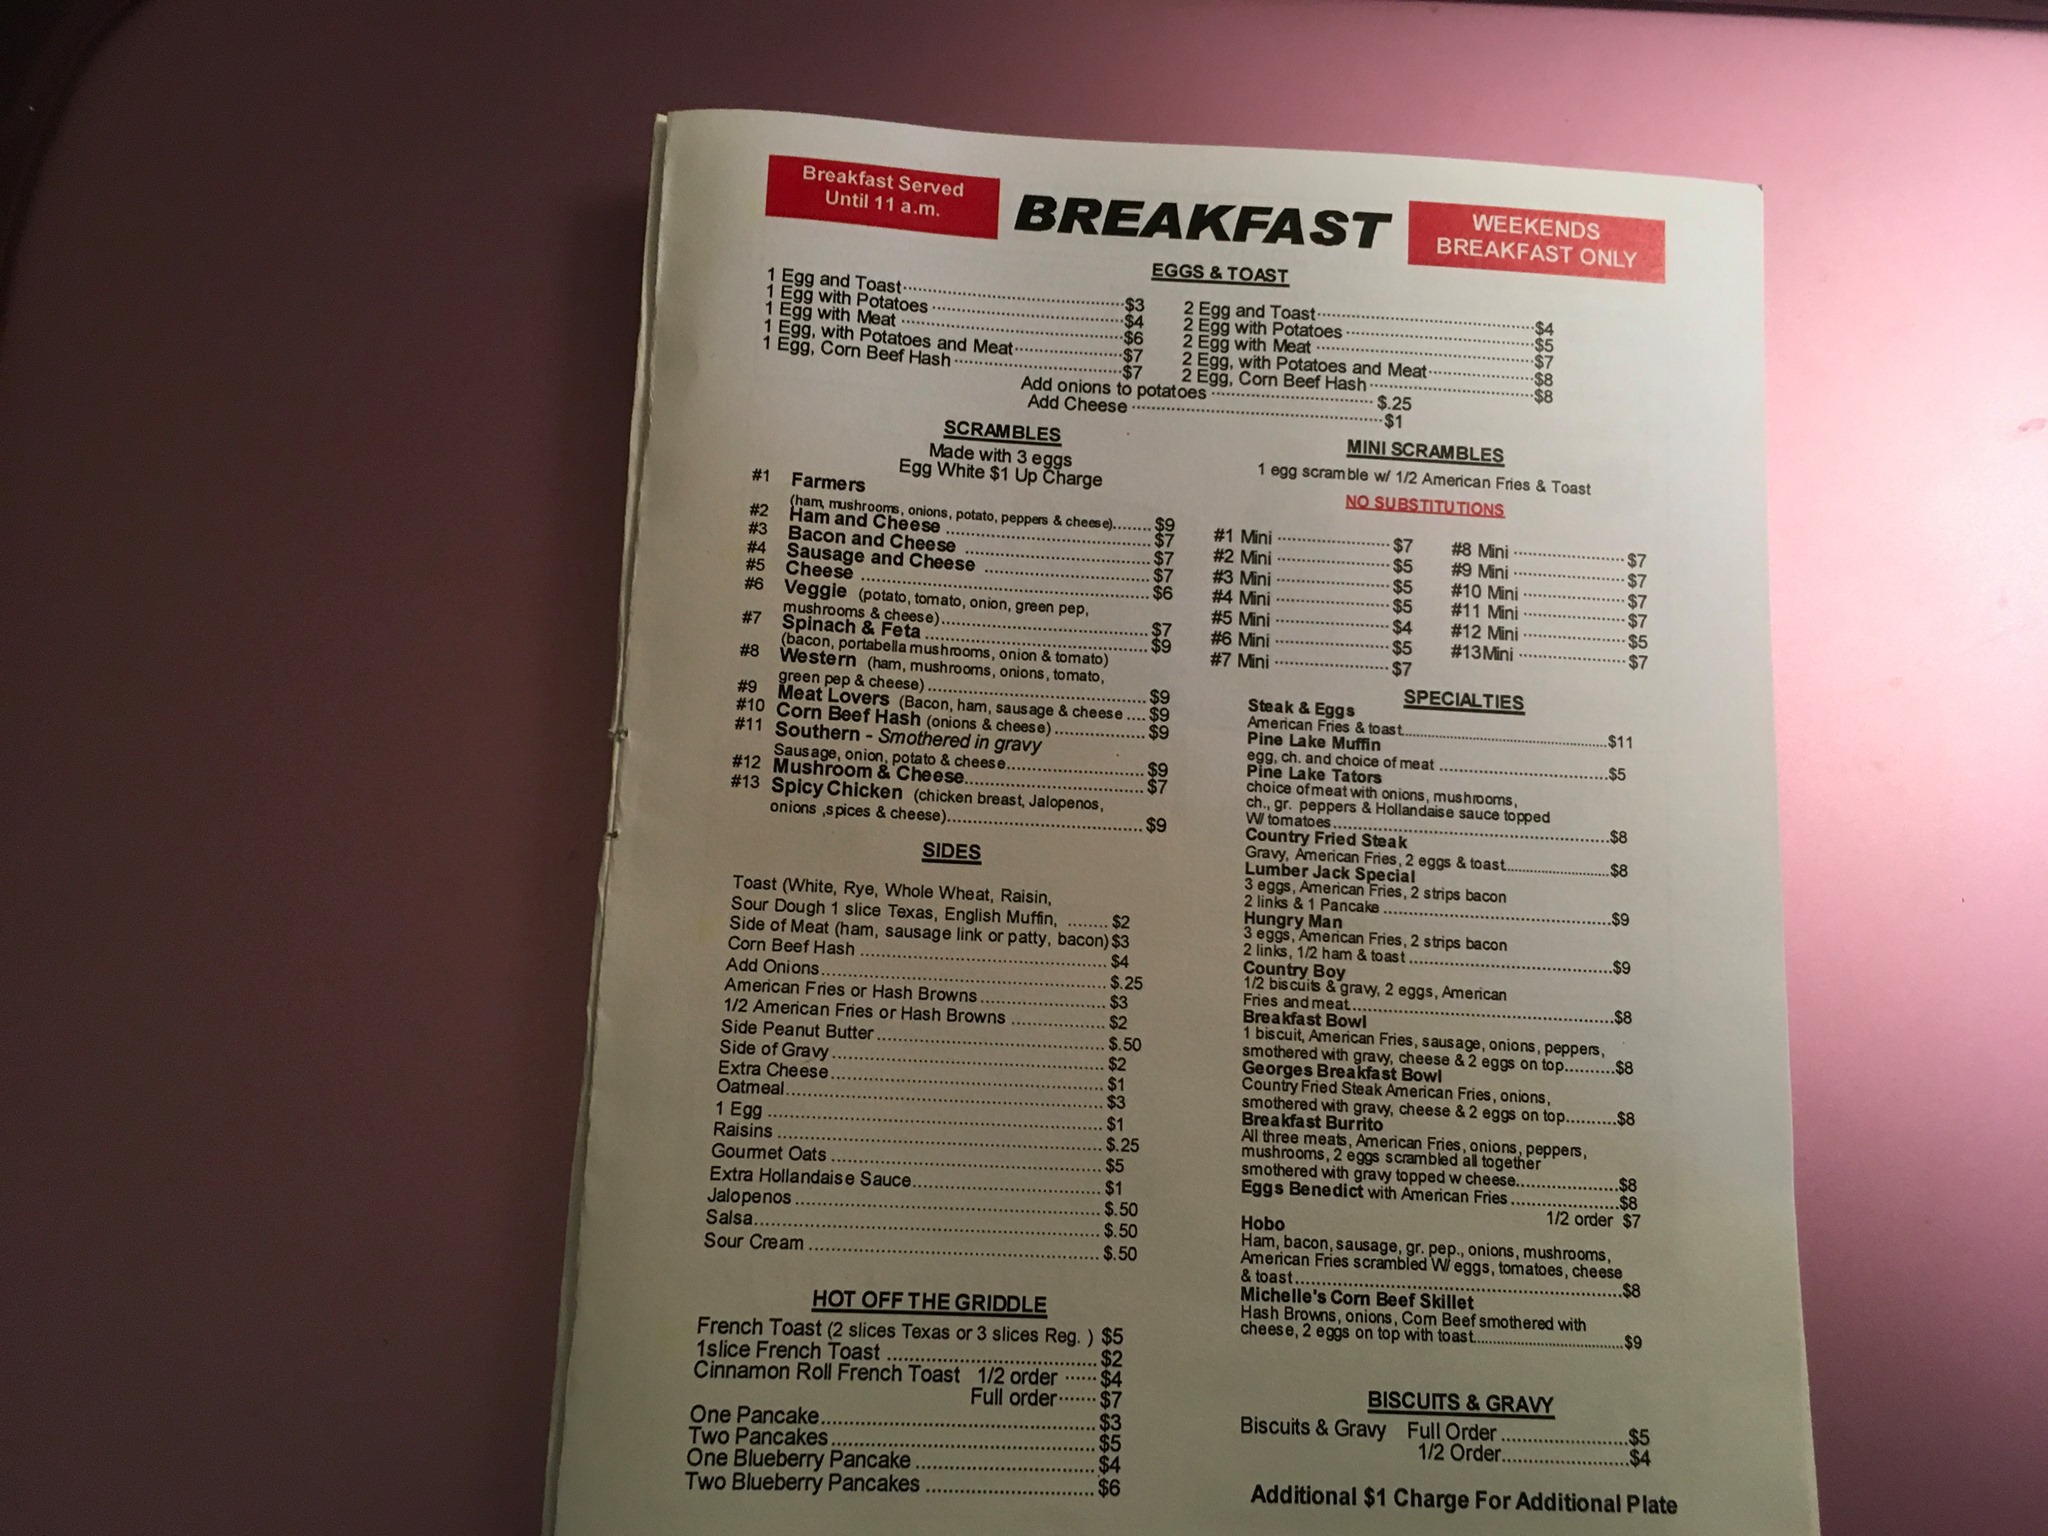 Breakfast Served
Until 11 a.m.
BREAKFAST
WEEKENDS
BREAKFAST ONLY
EGGS & TOAST
1 Egg and Toast $3
1 Egg with Potatoes $4
1 Egg with Meat $6
1 Egg, with Potatoes and Meat $7
1 Egg, Corn Beef Hash $7
2 Egg and Toast $4
2 Egg with Potatoes $5
2 Egg with Meat $7
2 Egg, with Potatoes and Meat $8
2 Egg, Corn Beef Hash $8
Add onions to potatoes $.25
Add Cheese $1
SCRAMBLES
Made with 3 eggs
Egg White $1 Up Charge
#1 Farmers
(ham, mushrooms, onions, potato, peppers & cheese) $9
#2 Ham and Cheese $7
#3 Bacon and Cheese $7
#4 Sausage and Cheese $7
#5 Cheese $6
#6 Veggie (potato, tomato, onion, green pep,
mushrooms & cheese) $7
#7 Spinach & Feta $9
(bacon, portabella mushrooms, onion & tomato)
#8 Western (ham, mushrooms, onions, tomato,
green pep & cheese) $9
#9 Meat Lovers (Bacon, ham, sausage & cheese $9
#10 Corn Beef Hash (onions & cheese) $9
#11 Southern - Smothered in gravy
Sausage, onion, potato & cheese $9
#12 Mushroom & Cheese $7
#13 Spicy Chicken (chicken breast, Jalopenos,
onions ,spices & cheese) $9
SIDES
Toast (White, Rye, Whole Wheat, Raisin,
Sour Dough 1 slice Texas, English Muffin, $2
Side of Meat (ham, sausage link or patty, bacon) $3
Corn Beef Hash $4
Add Onions $.25
American Fries or Hash Browns $3
1/2 American Fries or Hash Browns $2
Side Peanut Butter $.50
Side of Gravy $2
Extra Cheese $1
Oatmeal $3
1 Egg $1
Raisins $.25
Gourmet Oats $5
Extra Hollandaise Sauce $1
Jalopenos $.50
Salsa $.50
Sour Cream $.50
HOT OFF THE GRIDDLE
French Toast (2 slices Texas or 3 slices Reg. ) $5
1slice French Toast $2
Cinnamon Roll French Toast 1/2 order $4
Full order $7
One Pancake $3
Two Pancakes $5
One Blueberry Pancake $4
Two Blueberry Pancakes $6
MINI SCRAMBLES
1 egg scramble w/ 1/2 American Fries & Toast
NO SUBSTITUTIONS
#1 Mini $7
#2 Mini $5
#3 Mini $5
#4 Mini $5
#5 Mini $4
#6 Mini $5
#7 Mini $7
#8 Mini $7
#9 Mini $7
#10 Mini $7
#11 Mini $7
#12 Mini $5
#13Mini $7
SPECIALTIES
Steak & Eggs
American Fries & toast $11
Pine Lake Muffin
egg, ch. and choice of meat $5
Pine Lake Tators
choice of meat with onions, mushrooms,
ch., gr. peppers & Hollandaise sauce topped
W/ tomatoes $8
Country Fried Steak
Gravy, American Fries, 2 eggs & toast $8
Lumber Jack Special
3 eggs, American Fries, 2 strips bacon
2 links & 1 Pancake $9
Hungry Man
3 eggs, American Fries, 2 strips bacon
2 links, 1/2 ham & toast $9
Country Boy
1/2 biscuits & gravy, 2 eggs, American
Fries and meat $8
Breakfast Bowl
1 biscuit, American Fries, sausage, onions, peppers,
smothered with gravy, cheese & 2 eggs on top $8
Georges Breakfast Bowl
Country Fried Steak American Fries, onions,
smothered with gravy, cheese & 2 eggs on top $8
Breakfast Burrito
All three meats, American Fries, onions, peppers,
mushrooms, 2 eggs scrambled all together
smothered with gravy topped w cheese $8
Eggs Benedict with American Fries $8
1/2 order $7
Hobo
Ham, bacon, sausage, gr. pep., onions, mushrooms,
American Fries scrambled W/ eggs, tomatoes, cheese
& toast $8
Michelle's Corn Beef Skillet
Hash Browns, onions, Corn Beef smothered with
cheese, 2 eggs on top with toast $9
BISCUITS & GRAVY
Biscuits & Gravy Full Order $5
1/2 Order $4
Additional $1 Charge For Additional Plate